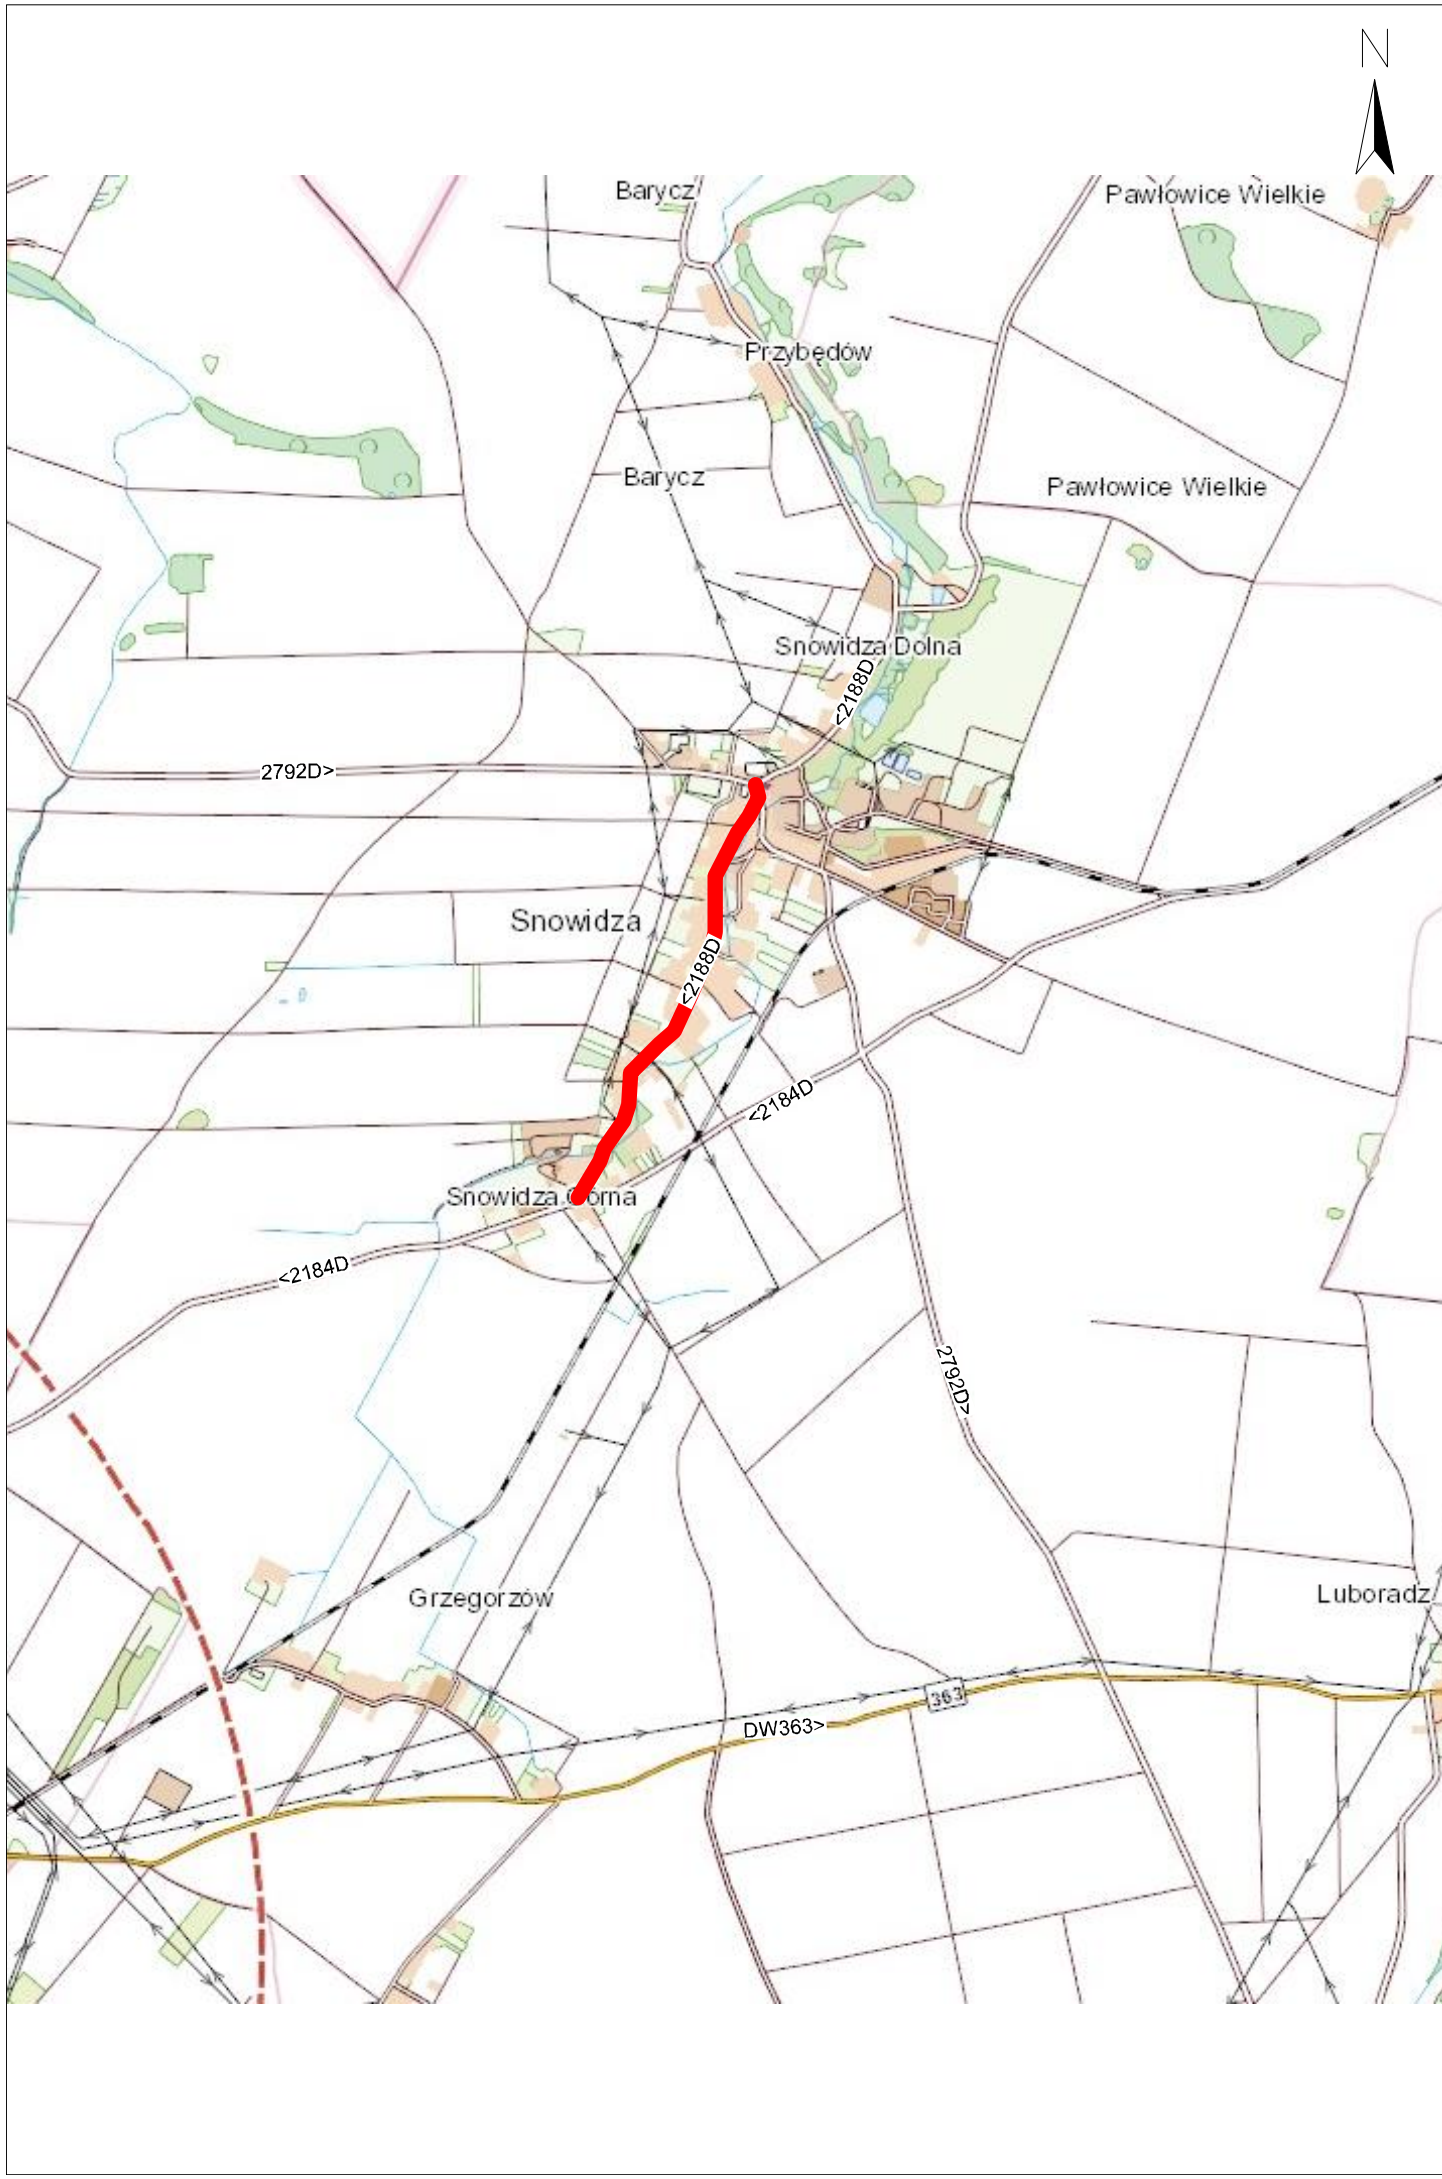 N
Barycz
Pawłowice Wielkie
Przybędów
Barycz
Pawłowice Wielkie
Snowidza Dolna
<2188D
2792D>
Snowidza
<2188D
<2184D
Snowidza Górna
<2184D
2792D>
Grzegorzów
Luboradz
363
DW363>